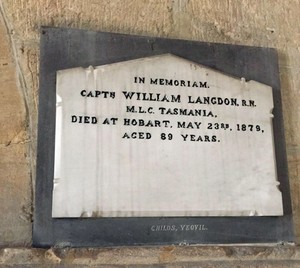 IN MEMORIAM.
CAPTN WILLIAM LANGDON, R.N.
M.L.C. TASMANIA,
DIED AT HOBART, MAY 23RD, 1879,
AGED 89 YEARS.
CHILDS, YEOVIL.